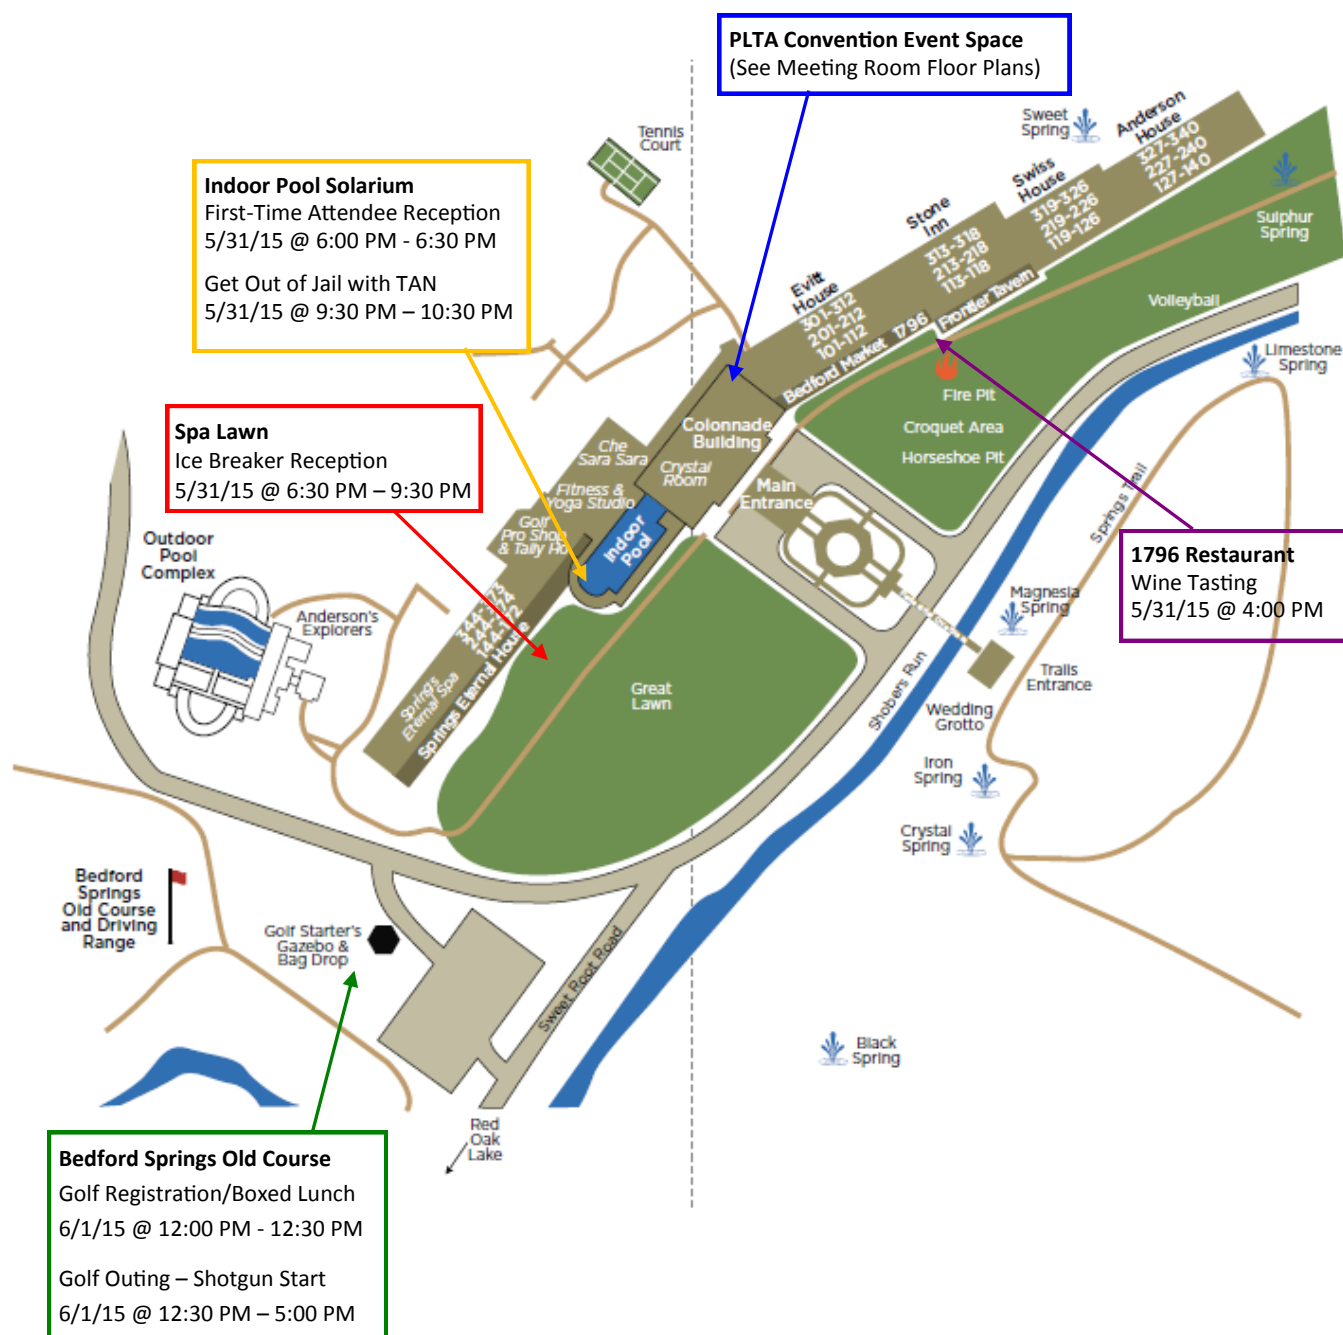 PLTA Convention Event Space
(See Meeting Room Floor Plans)
Indoor Pool Solarium
First-Time Attendee Reception
5/31/15 @ 6:00 PM - 6:30 PM
Get Out of Jail with TAN
5/31/15 @ 9:30 PM – 10:30 PM
Spa Lawn
Ice Breaker Reception
5/31/15 @ 6:30 PM – 9:30 PM
1796 Restaurant
Wine Tasting
5/31/15 @ 4:00 PM
Bedford Springs Old Course
Golf Registration/Boxed Lunch
6/1/15 @ 12:00 PM - 12:30 PM
Golf Outing – Shotgun Start
6/1/15 @ 12:30 PM – 5:00 PM
Tennis
Court
Sweet
Spring
Anderson
House
327-340
227-240
127-140
Swiss
House
319-326
219-226
119-126
Stone
Inn
313-318
213-218
113-118
Evitt
House
301-312
201-212
101-112
Bedford Market
1796
Frontier Tavern
Sulphur
Spring
Volleyball
Limestone
Spring
Fire Pit
Croquet Area
Horseshoe Pit
Colonnade
Building
Crystal
Room
Main
Entrance
Che
Sara Sara
Fitness &
Yoga Studio
Golf
Pro Shop
& Tally Ho
Indoor
Pool
144-172
Springs Eternal House
Springs
Eternal Spa
Outdoor
Pool
Complex
Anderson's
Explorers
Great
Lawn
Shobers Run
Springs Trail
Magnesia
Spring
Trails
Entrance
Wedding
Grotto
Iron
Spring
Crystal
Spring
Black
Spring
Bedford
Springs
Old Course
and Driving
Range
Golf Starter's
Gazebo &
Bag Drop
Sweet Root Road
Red
Oak
Lake